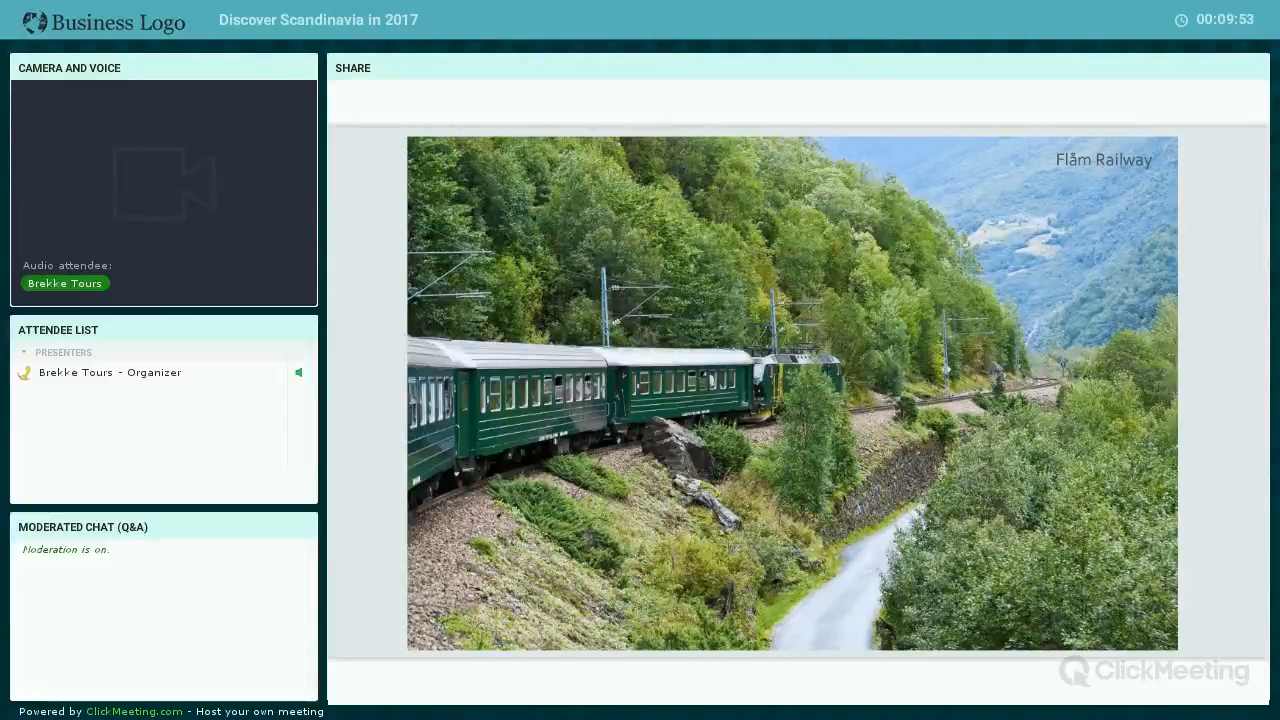 Business Logo
Discover Scandinavia in 2017
00:09:53
CAMERA AND VOICE
Audio attendee:
Brekke Tours
ATTENDEE LIST
PRESENTERS
Brekke Tours - Organizer
MODERATED CHAT (Q&A)
Moderation is on.
SHARE
Flåm Railway
ClickMeeting
Powered by ClickMeeting.com - Host your own meeting